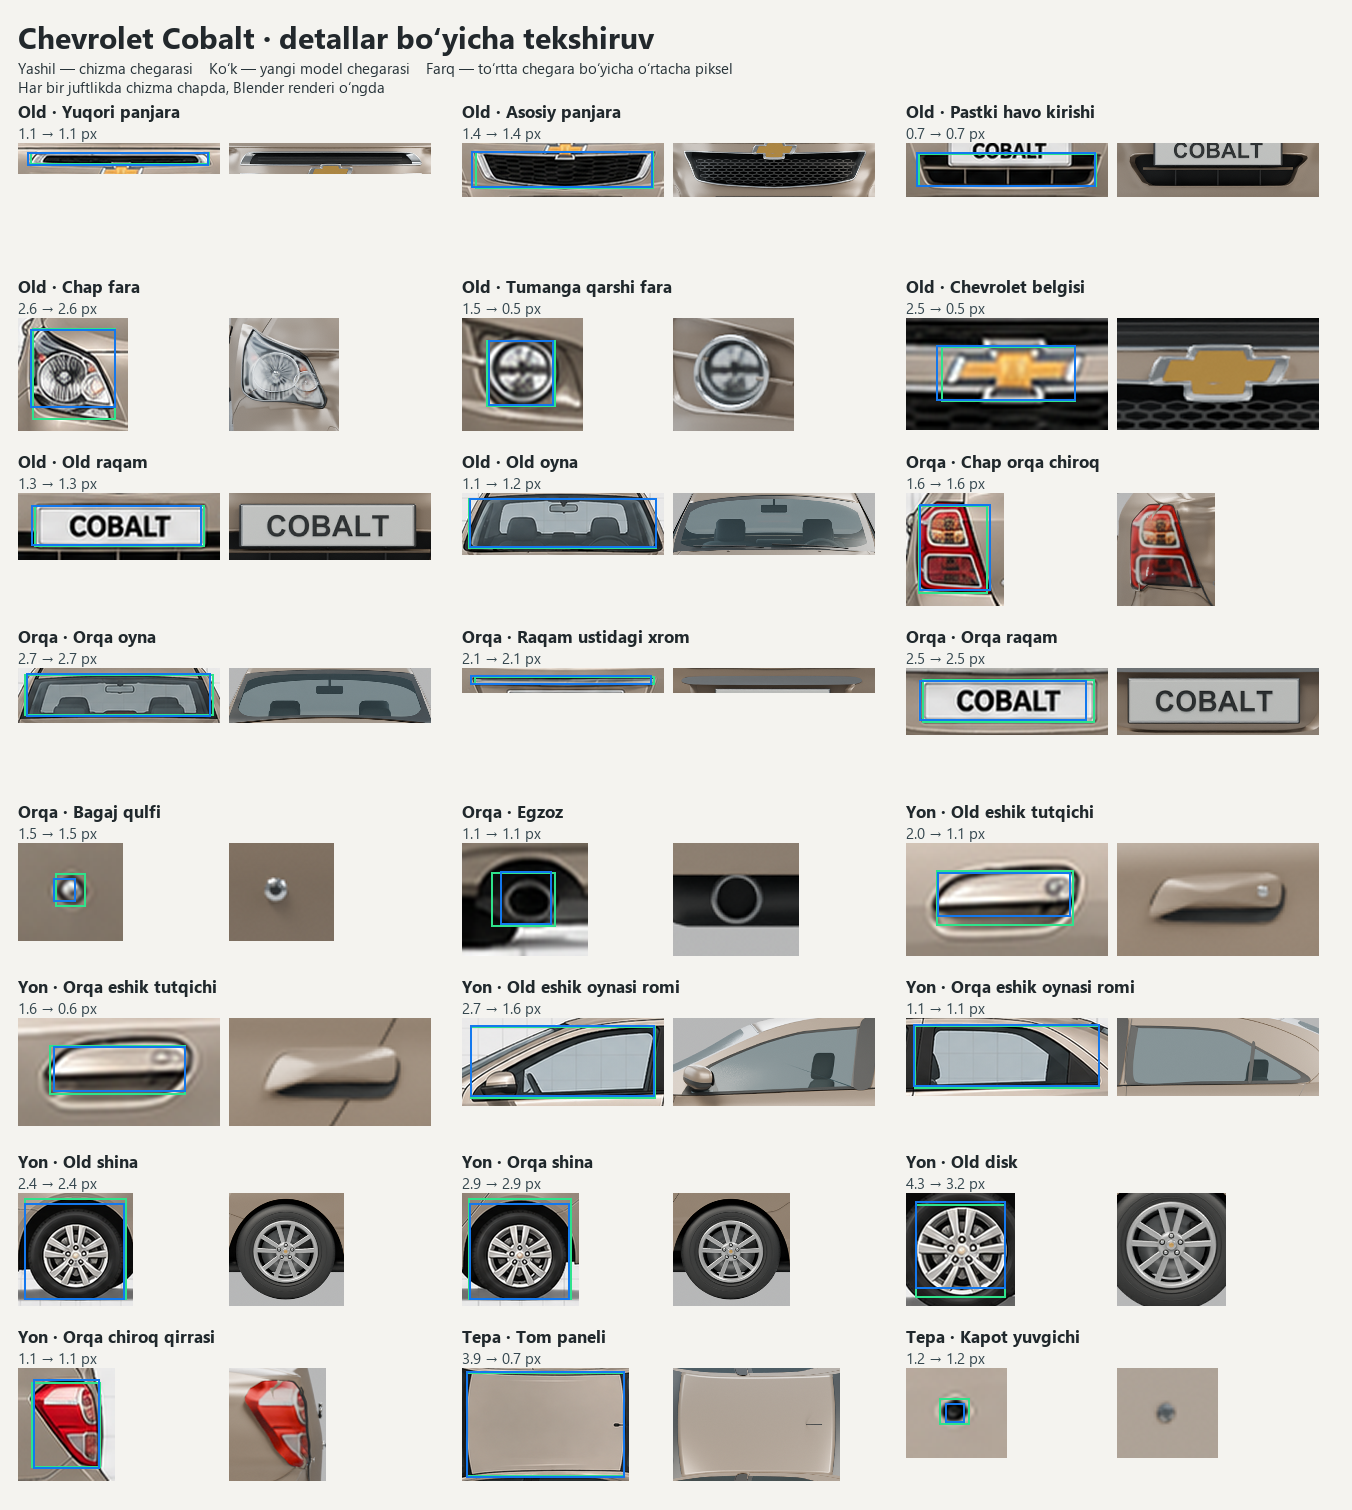 Chevrolet Cobalt · detallar bo‘yicha tekshiruv
Yashil — chizma chegarasi    Ko‘k — yangi model chegarasi    Farq — to‘rtta chegara bo‘yicha o‘rtacha piksel
Har bir juftlikda chizma chapda, Blender renderi o‘ngda
Old · Yuqori panjara
1.1 → 1.1 px
Old · Asosiy panjara
1.4 → 1.4 px
Old · Pastki havo kirishi
0.7 → 0.7 px
COBALT
COBALT
Old · Chap fara
2.6 → 2.6 px
Old · Tumanga qarshi fara
1.5 → 0.5 px
Old · Chevrolet belgisi
2.5 → 0.5 px
Old · Old raqam
1.3 → 1.3 px
COBALT
COBALT
Old · Old oyna
1.1 → 1.2 px
Orqa · Chap orqa chiroq
1.6 → 1.6 px
Orqa · Orqa oyna
2.7 → 2.7 px
Orqa · Raqam ustidagi xrom
2.1 → 2.1 px
Orqa · Orqa raqam
2.5 → 2.5 px
COBALT
COBALT
Orqa · Bagaj qulfi
1.5 → 1.5 px
Orqa · Egzoz
1.1 → 1.1 px
Yon · Old eshik tutqichi
2.0 → 1.1 px
Yon · Orqa eshik tutqichi
1.6 → 0.6 px
Yon · Old eshik oynasi romi
2.7 → 1.6 px
Yon · Orqa eshik oynasi romi
1.1 → 1.1 px
Yon · Old shina
2.4 → 2.4 px
Yon · Orqa shina
2.9 → 2.9 px
Yon · Old disk
4.3 → 3.2 px
Yon · Orqa chiroq qirrasi
1.1 → 1.1 px
Tepa · Tom paneli
3.9 → 0.7 px
Tepa · Kapot yuvgichi
1.2 → 1.2 px